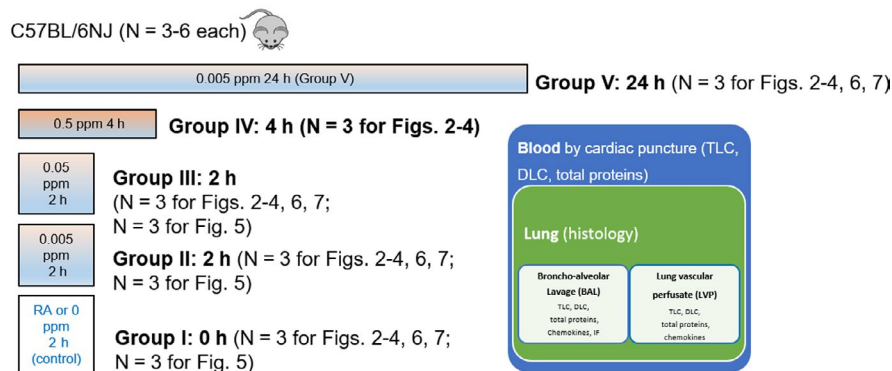 C57BL/6NJ (N = 3-6 each)
0.005 ppm 24 h (Group V)
Group V: 24 h (N = 3 for Figs. 2-4, 6, 7)
0.5 ppm 4 h
Group IV: 4 h (N = 3 for Figs. 2-4)
0.05
ppm
2 h
Group III: 2 h
(N = 3 for Figs. 2-4, 6, 7;
N = 3 for Fig. 5)
0.005
ppm
2 h
Group II: 2 h (N = 3 for Figs. 2-4, 6, 7;
N = 3 for Fig. 5)
RA or 0
ppm
2 h
(control)
Group I: 0 h (N = 3 for Figs. 2-4, 6, 7;
N = 3 for Fig. 5)
Blood by cardiac puncture (TLC,
DLC, total proteins)
Lung (histology)
Broncho-alveolar
Lavage (BAL)
TLC, DLC,
total proteins,
Chemokines, IF
Lung vascular
perfusate (LVP)
TLC, DLC,
total proteins,
chemokines